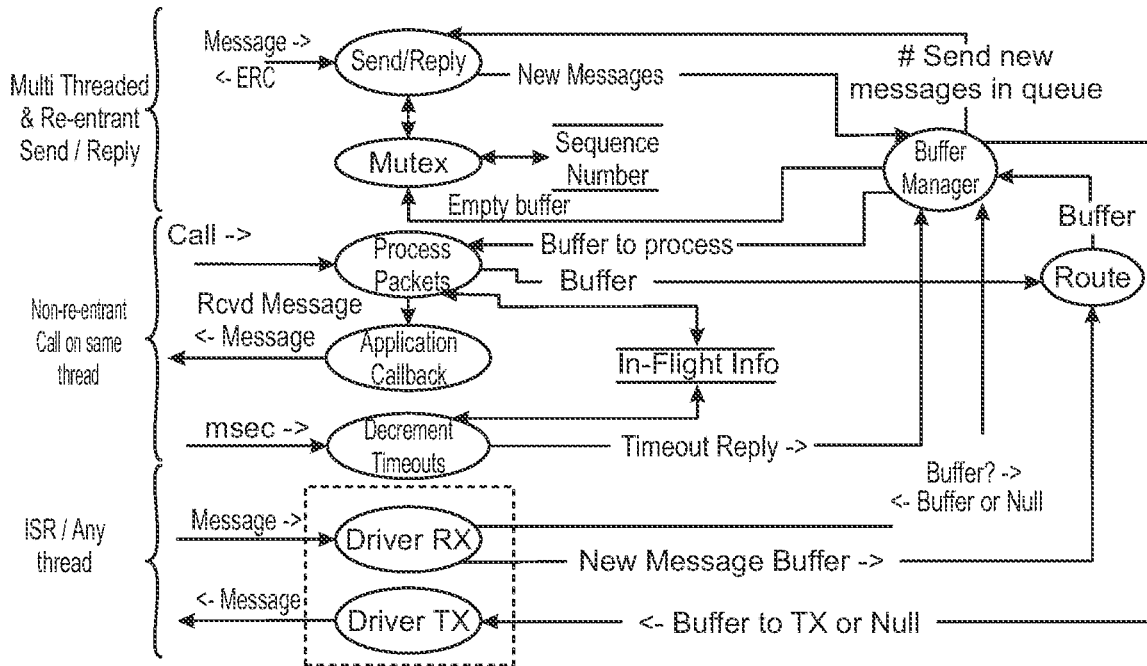 Message ->
<- ERC
Send/Reply
New Messages
# Send new
messages in queue
Multi Threaded
& Re-entrant
Send / Reply
Mutex
Sequence
Number
Buffer
Manager
Empty buffer
Call ->
Process
Packets
Buffer to process
Buffer
Buffer
Route
Non-re-entrant
Call on same
thread
Rcvd Message
<- Message
Application
Callback
In-Flight Info
msec ->
Decrement
Timeouts
Timeout Reply ->
Buffer? ->
<- Buffer or Null
ISR / Any
thread
Message ->
Driver RX
New Message Buffer ->
<- Message
Driver TX
<- Buffer to TX or Null